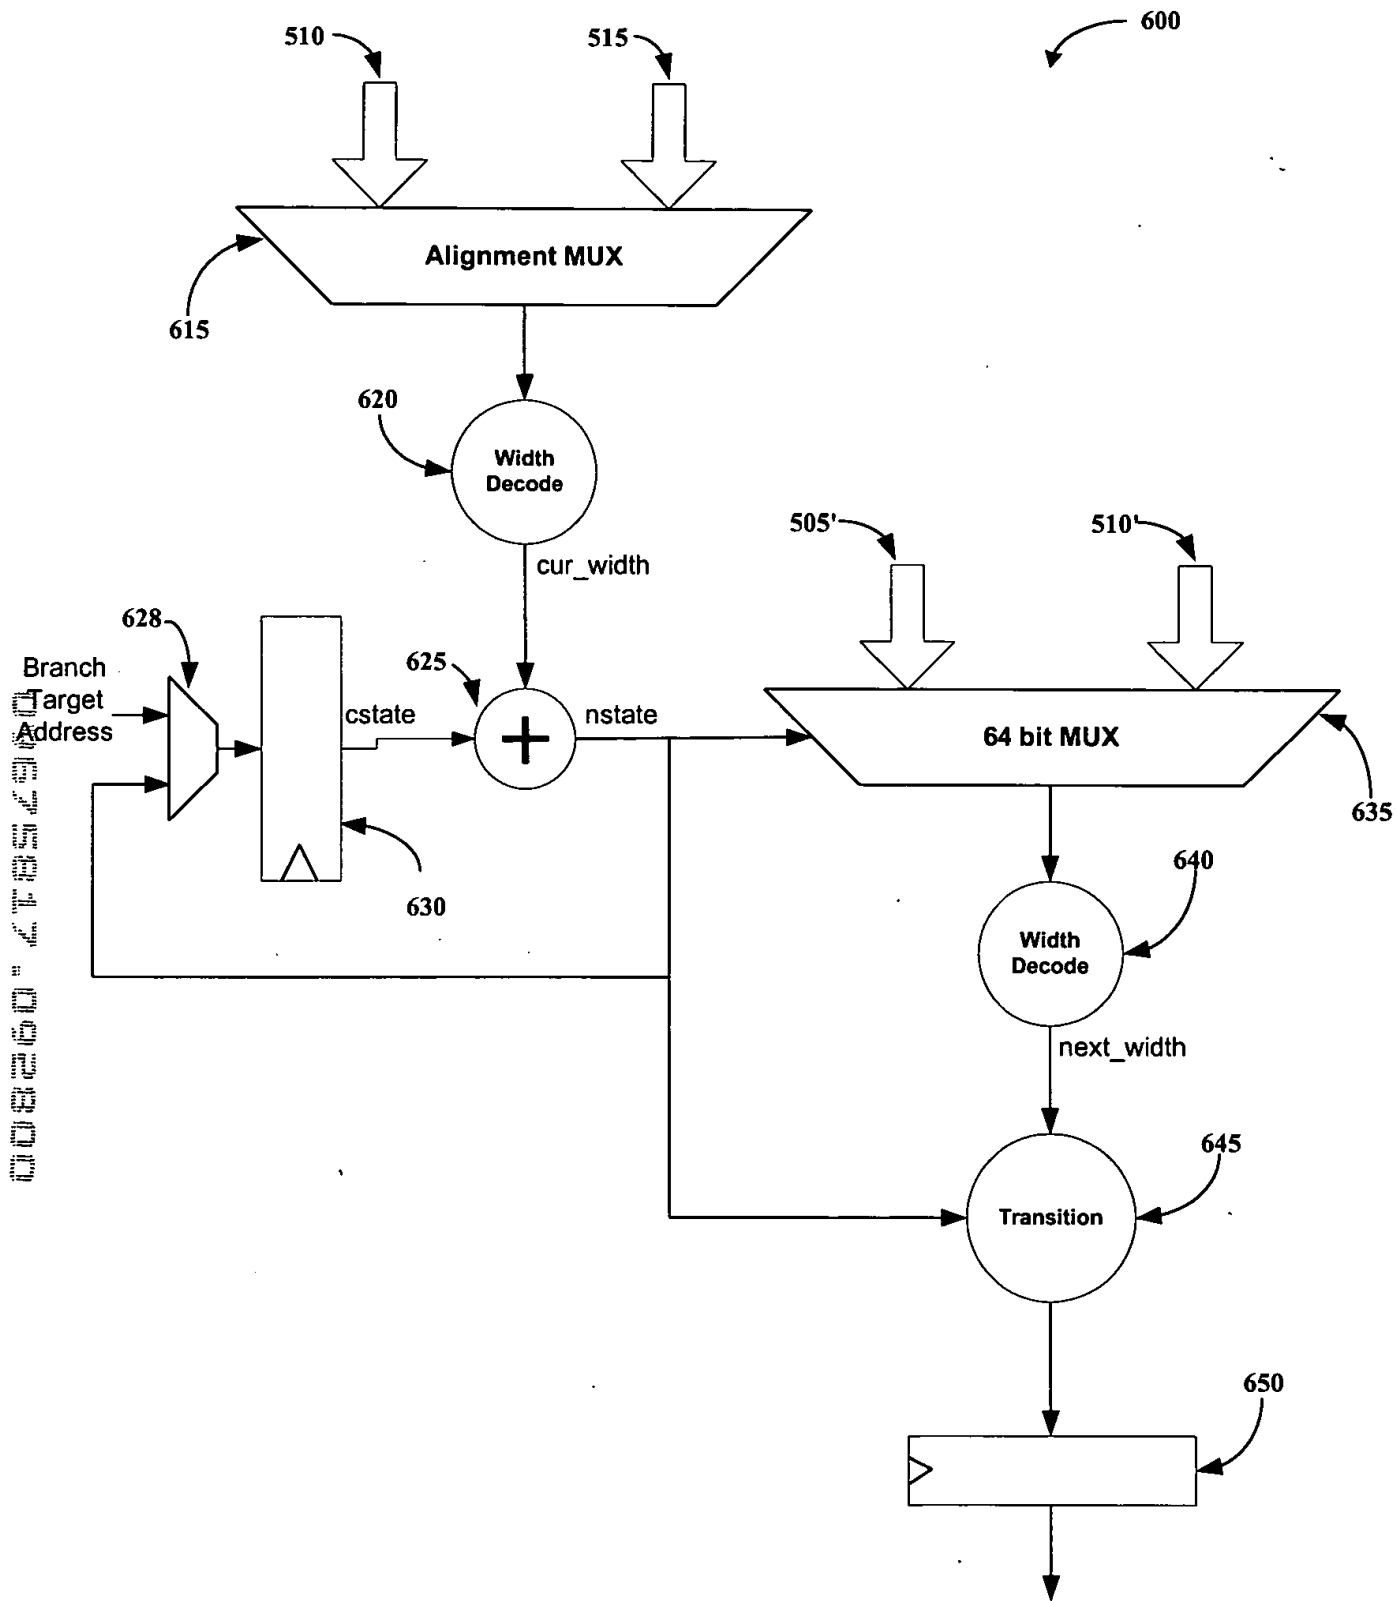 510
515
600
Alignment MUX
615
620
Width
Decode
cur_width
505'
510'
628
Branch
Target
Address
625
cstate
nstate
64 bit MUX
635
630
640
Width
Decode
next_width
645
Transition
650